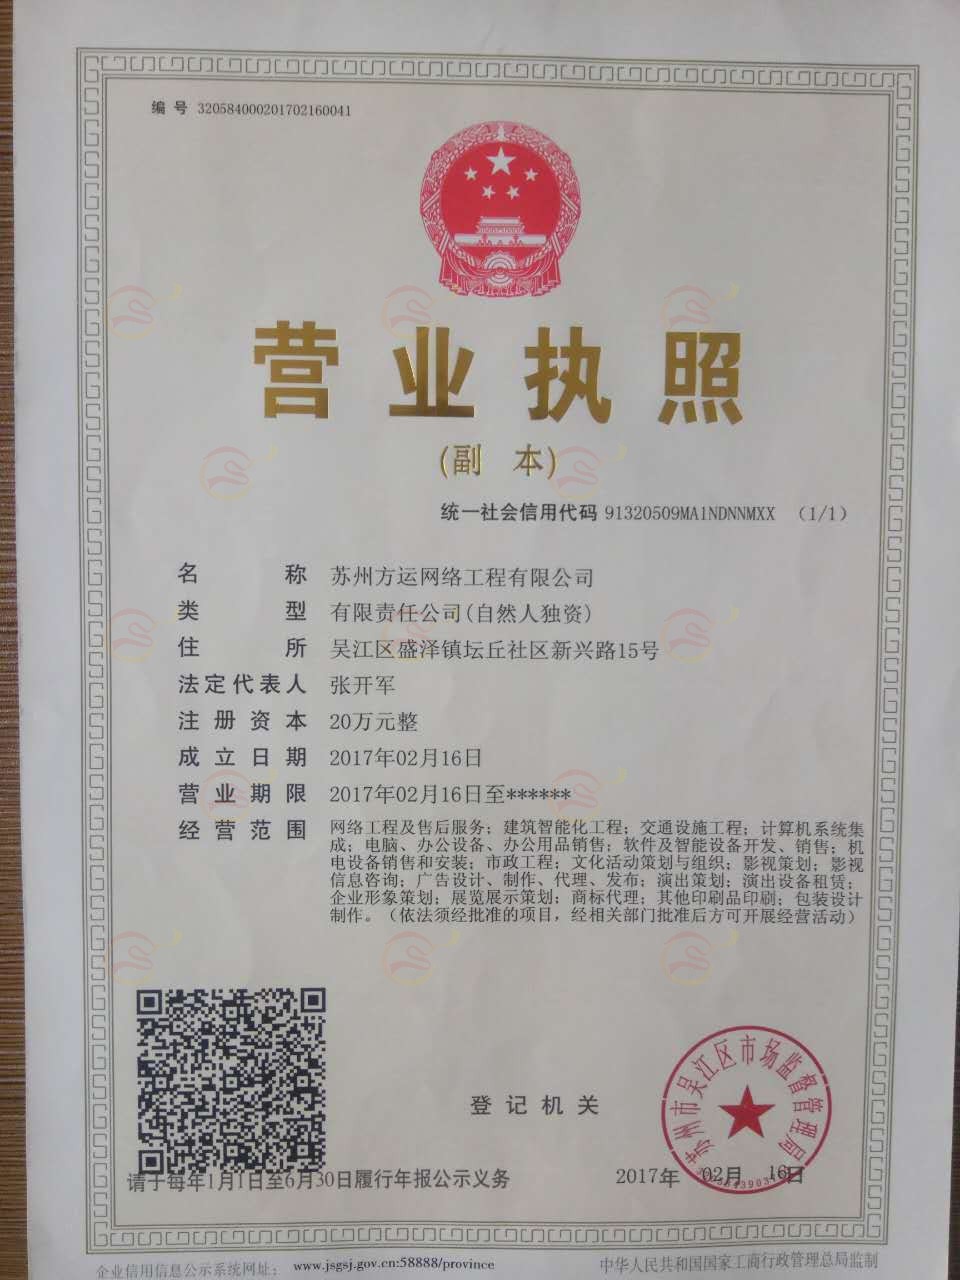 编号 320584000201702160041
营业执照
(副 本)
统一社会信用代码 91320509MA1NDNNMXX （1/1）
名称 苏州方运网络工程有限公司
类型 有限责任公司(自然人独资)
住所 吴江区盛泽镇坛丘社区新兴路15号
法定代表人 张开军
注册资本 20万元整
成立日期 2017年02月16日
营业期限 2017年02月16日至******
经营范围 网络工程及售后服务；建筑智能化工程；交通设施工程；计算机系统集
成；电脑、办公设备、办公用品销售；软件及智能设备开发、销售；机
电设备销售和安装；市政工程；文化活动策划与组织；影视策划；影视
信息咨询；广告设计、制作、代理、发布；演出策划；演出设备租赁；
企业形象策划；展览展示策划；商标代理；其他印刷品印刷；包装设计
制作。（依法须经批准的项目，经相关部门批准后方可开展经营活动）
苏州市吴江区市场监督管理局
登记机关
请于每年1月1日至6月30日履行年报公示义务
2017年 02月 16日
企业信用信息公示系统网址： www.jsgsj.gov.cn:58888/province
中华人民共和国国家工商行政管理总局监制